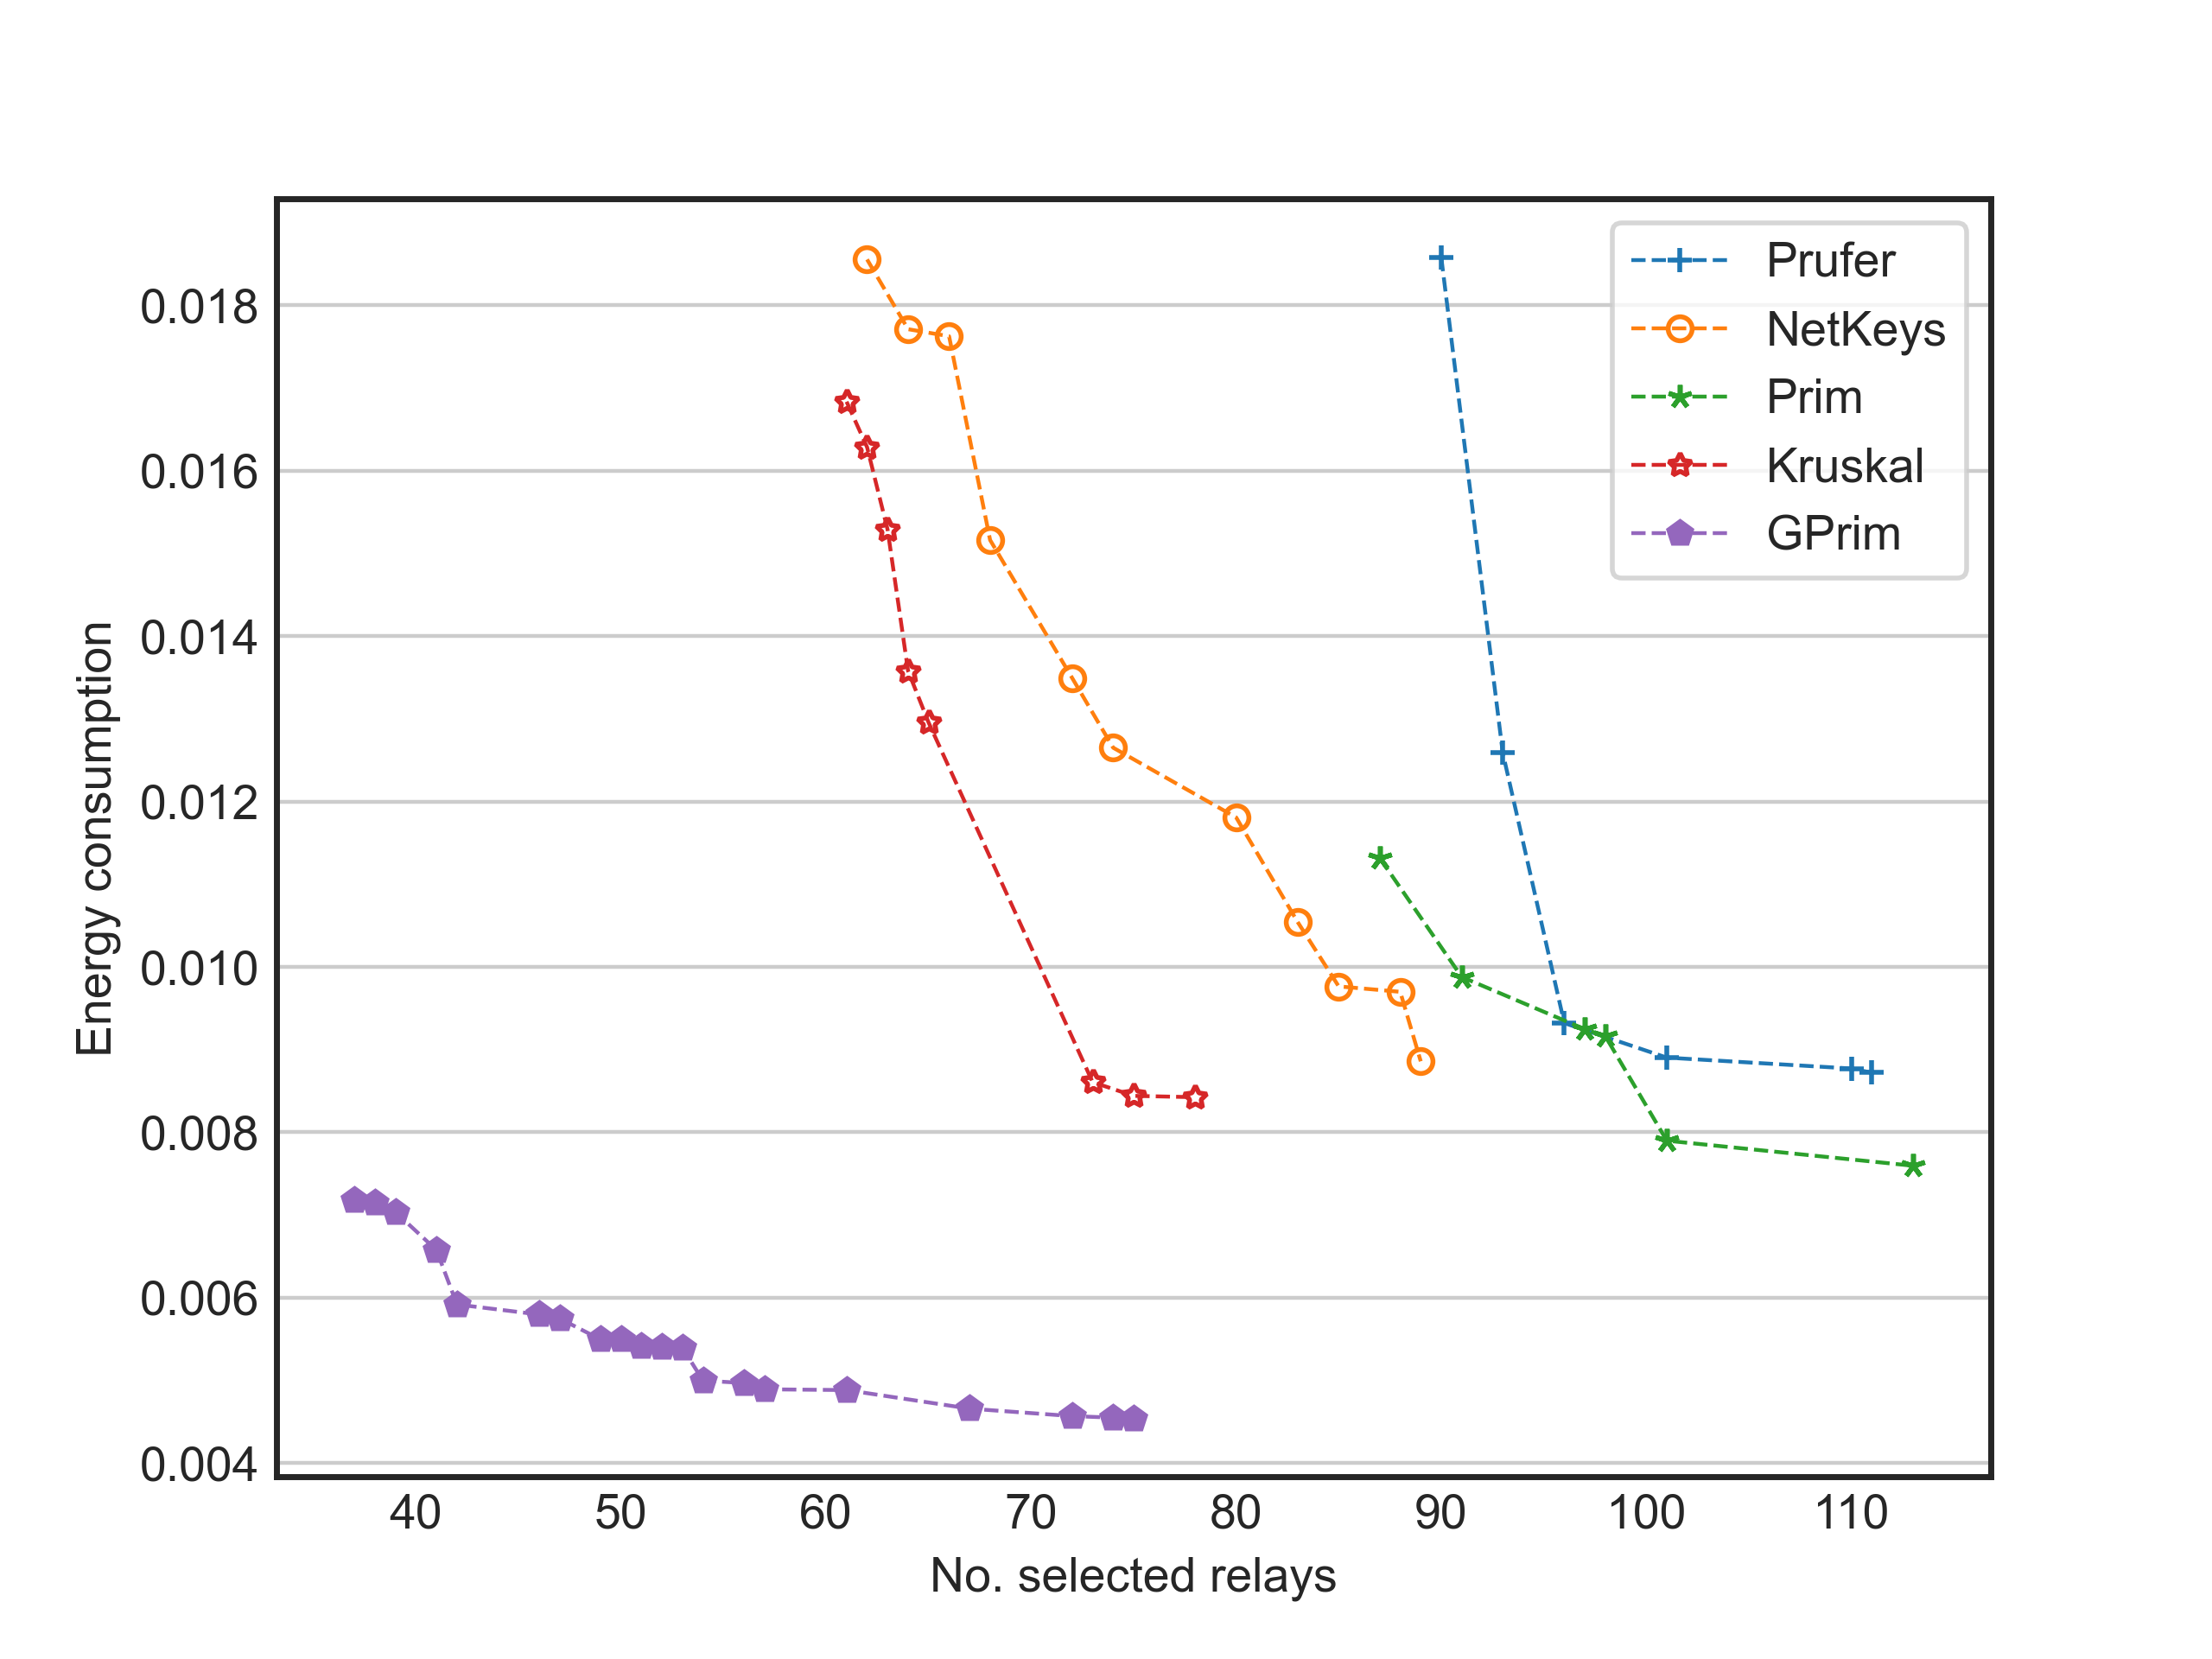 Prufer
NetKeys
Prim
Kruskal
GPrim
0.018
0.016
0.014
0.012
0.010
0.008
0.006
0.004
Energy consumption
40 50 60 70 80 90 100 110
No. selected relays